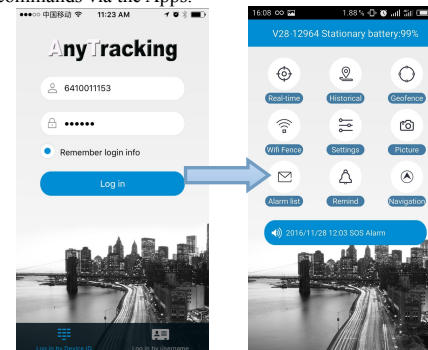 commands via the Apps.
中国移动 11:23 AM
AnyTracking
6410011153
Remember login info
Log in
Log in by Device ID
Log in by username
16:08 1.88%
V28-12964 Stationary battery:99%
Real-time Historical Geofence
Wifi Fence Settings Picture
Alarm list Remind Navigation
2016/11/28 12:03 SOS Alarm